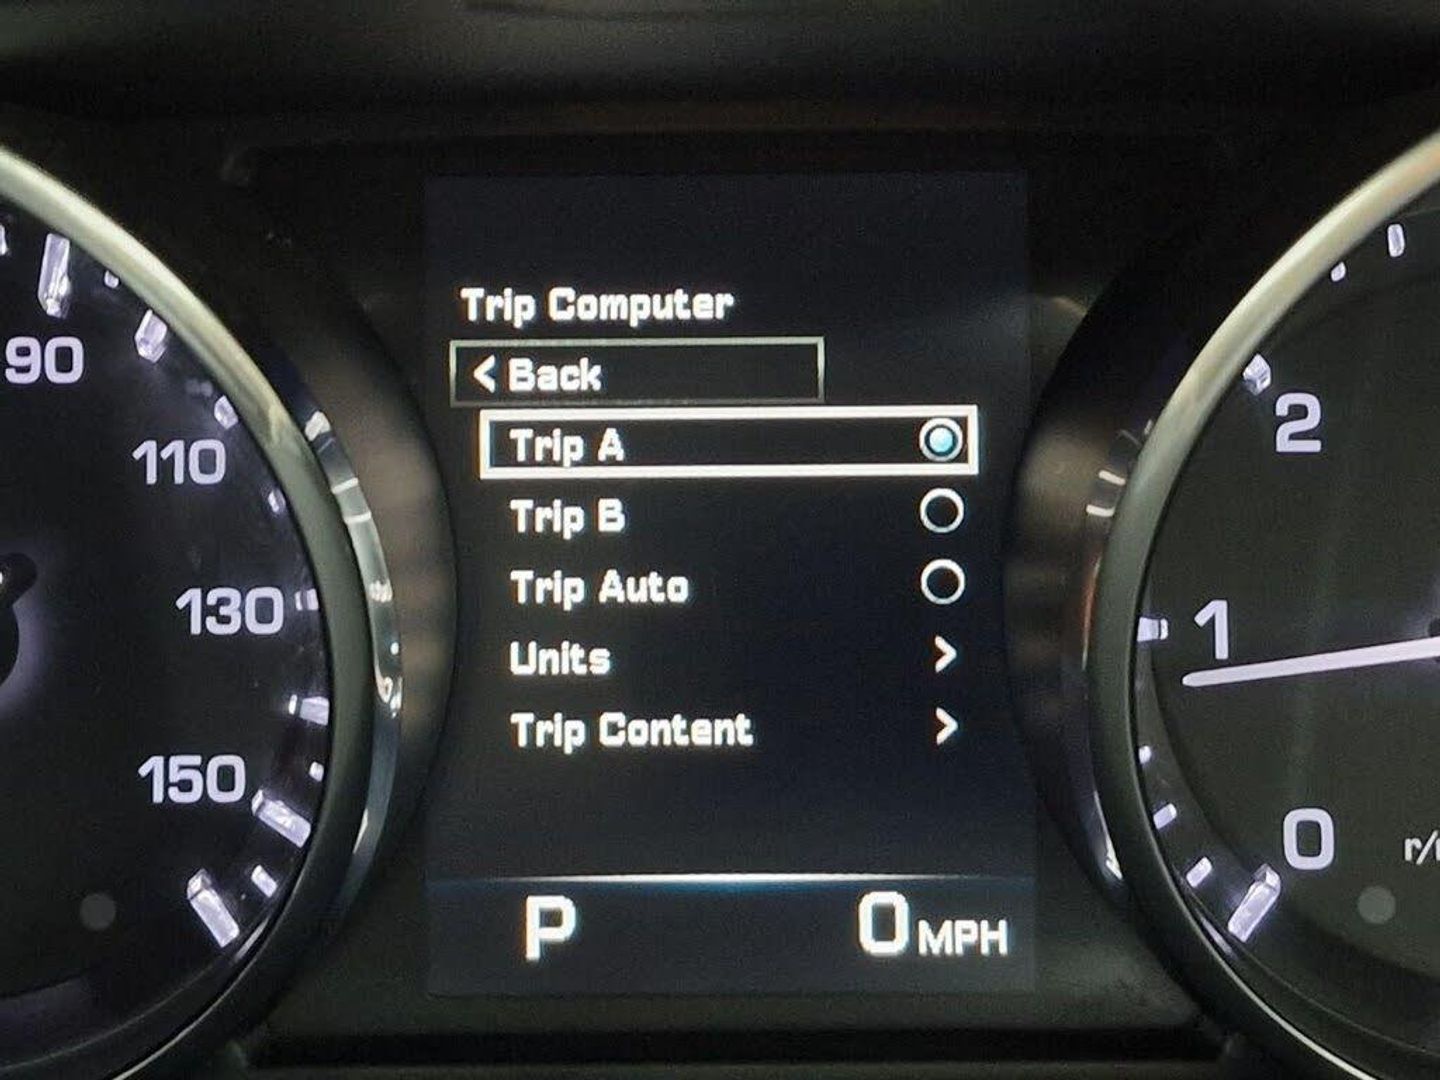 Trip Computer
< Back
Trip A
Trip B
Trip Auto
Units >
Trip Content >
P
0 MPH
90
110
130
150
2
1
0